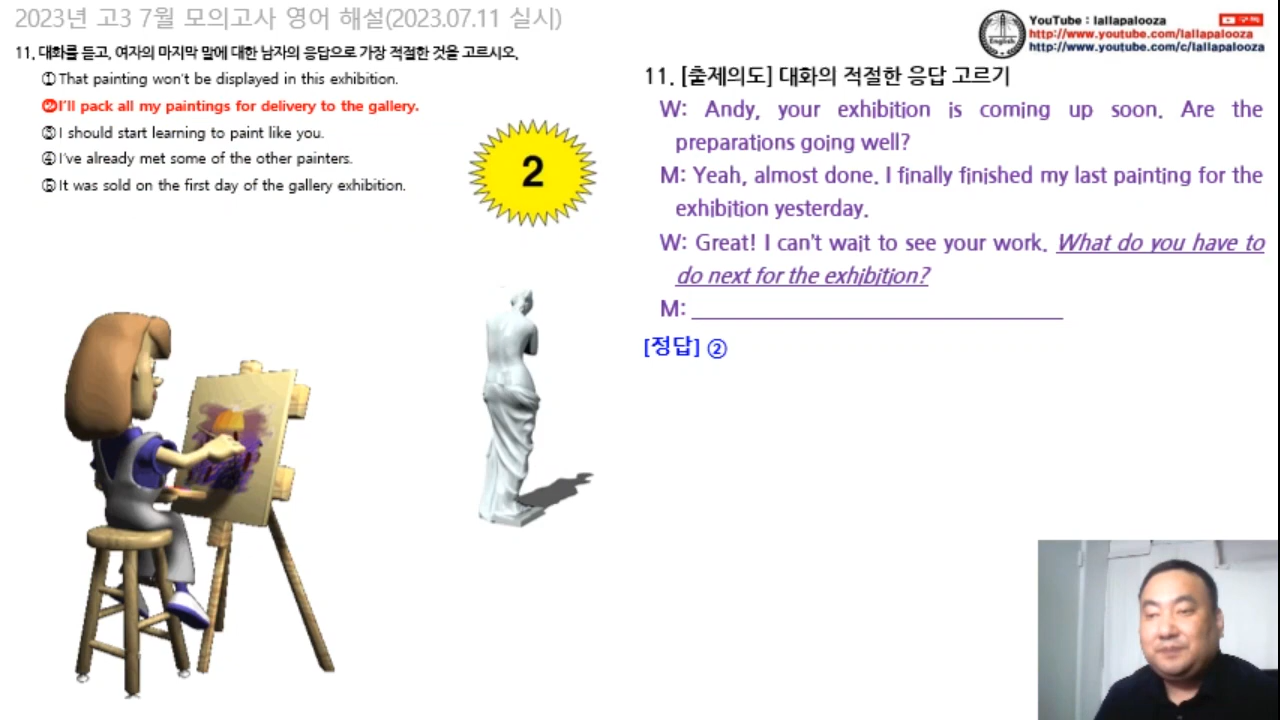 2023년 고3 7월 모의고사 영어 해설(2023.07.11 실시)
11. 대화를 듣고, 여자의 마지막 말에 대한 남자의 응답으로 가장 적절한 것을 고르시오.
① That painting won't be displayed in this exhibition.
② I'll pack all my paintings for delivery to the gallery.
③ I should start learning to paint like you.
④ I've already met some of the other painters.
⑤ It was sold on the first day of the gallery exhibition.
2
English
YouTube : lallapalooza
구독
http://www.youtube.com/lallapalooza
http://www.youtube.com/c/lallapalooza
11. [출제의도] 대화의 적절한 응답 고르기
W: Andy, your exhibition is coming up soon. Are the
preparations going well?
M: Yeah, almost done. I finally finished my last painting for the
exhibition yesterday.
W: Great! I can't wait to see your work. What do you have to
do next for the exhibition?
M:
[정답] ②